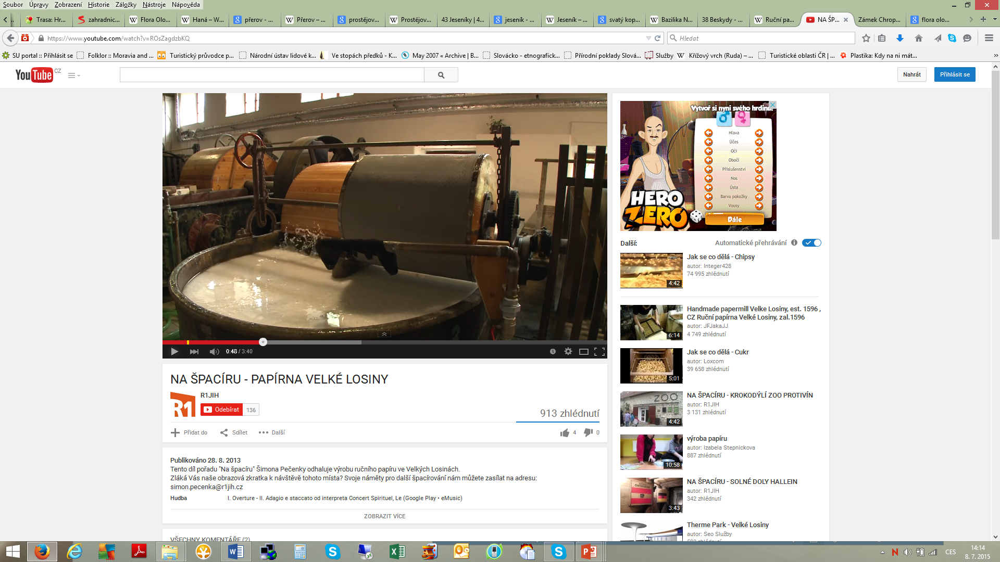 Soubor Úpravy Zobrazení Historie Záložky Nástroje Nápověda
Trasa: Hr... zahradnic... Flora Olo... Haná – W... přerov - ... Přerov – ... prostějov... Prostějov... 43 Jeseníky | 4... jeseník - ... Jeseník – ... svatý kop... Bazilika N... 38 Beskydy - ... Ruční pa... NA ŠP... Zámek Chrop... flora olo...
https://www.youtube.com/watch?v=ROsZagdzbKQ
Hledat
SU portal :: Přihlásit se Folklor :: Moravia and ... Turistický průvodce p... Národní ústav lidové k... Ve stopách předků - K... May 2007 « Archive | B... Slovácko - etnografick... Přírodní poklady Slová... Služby Křížový vrch (Ruda) – ... Turistické oblasti ČR | ... Plastika: Kdy na ni mát...
YouTube CZ
Nahrát
Přihlásit se
0:48 / 3:40
NA ŠPACÍRU - PAPÍRNA VELKÉ LOSINY
R1
R1JIH
Odebírat 136
913 zhlédnutí
Přidat do Sdílet Další
4 0
Publikováno 28. 8. 2013
Tento díl pořadu "Na špacíru" Šimona Pečenky odhaluje výrobu ručního papíru ve Velkých Losinách.
Zláká Vás naše obrazová zkratka k návštěvě tohoto místa? Svoje náměty pro další špacírování nám můžete zasílat na adresu:
simon.pecenka@r1jih.cz
Hudba I. Overture - II. Adagio e staccato od interpreta Concert Spirituel, Le (Google Play • eMusic)
ZOBRAZIT VÍCE
VŠECHNY KOMENTÁŘE (2)
Vytvoř si nyní svého hrdinu!
Hlava
Účes
Oči
Obočí
Příslušenství
Nos
Ústa
Barva pokožky
Vousy
Dále
HERO
ZERO
Další:
Automatické přehrávání
Jak se co dělá - Chipsy
autor: Integer428
74 995 zhlédnutí
4:42
Handmade papermill Velke Losiny, est. 1596 ,
CZ Ruční papírna Velké Losiny, zal.1596
autor: JFJakaJJ
4 749 zhlédnutí
6:14
Jak se co dělá - Cukr
autor: Loxcom
39 658 zhlédnutí
5:01
ZOO
NA ŠPACÍRU - KROKODÝLÍ ZOO PROTIVÍN
autor: R1JIH
3 131 zhlédnutí
4:42
výroba papíru
autor: Izabela Stepnickova
887 zhlédnutí
10:58
NA ŠPACÍRU - SOLNÉ DOLY HALLEIN
autor: R1JIH
342 zhlédnutí
3:43
Therme Park - Velké Losiny
autor: Seo Služby
CES
14:14
8. 7. 2015